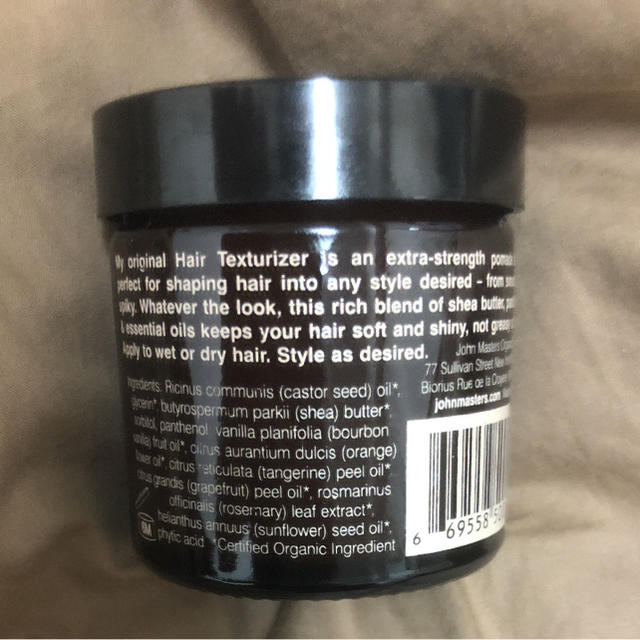 My original Hair Texturizer is an extra-strength pomade
perfect for shaping hair into any style desired – from
spiky. Whatever the look, this rich blend of shea butter,
& essential oils keeps your hair soft and shiny, not greasy
Apply to wet or dry hair. Style as desired.
John Masters
77 Sullivan Street New
Biorius Rue de la
johnmasters.com
Ingredients: Ricinus communis (castor seed) oil*,
glycerin*, butyrospermum parkii (shea) butter*,
sorbitol, panthenol, vanilla planifolia (bourbon
vanilla) fruit oil*, citrus aurantium dulcis (orange)
flower oil*, citrus reticulata (tangerine) peel oil*
citrus grandis (grapefruit) peel oil*, rosmarinus
officinalis (rosemary) leaf extract*,
helianthus annuus (sunflower) seed oil*,
phytic acid *Certified Organic Ingredient
6M
6 69558